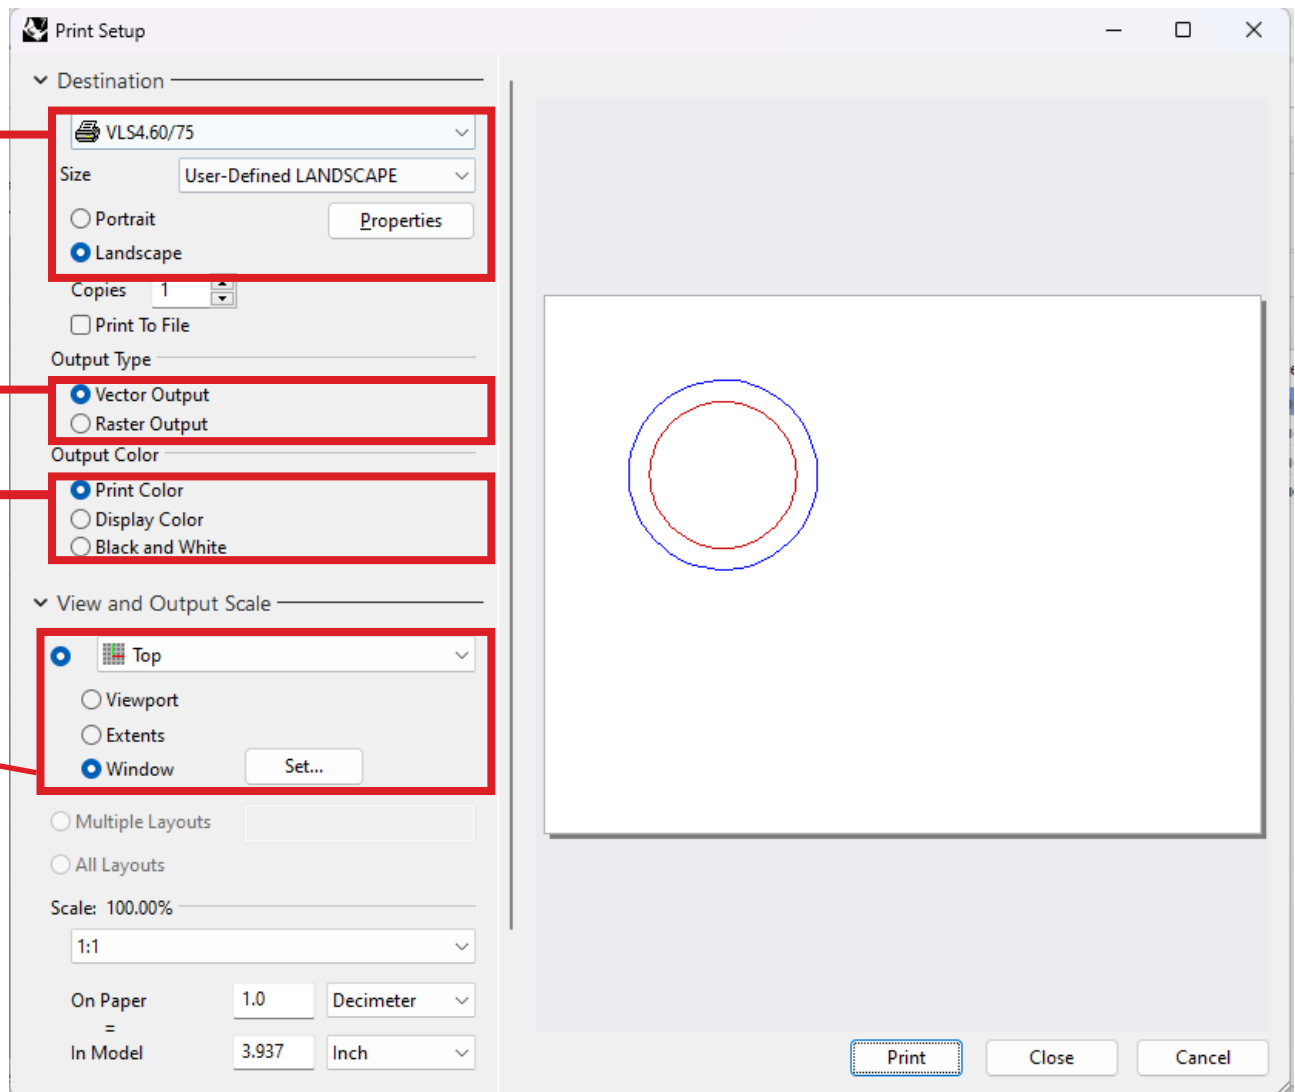 Print Setup
Destination
VLS4.60/75
Size
User-Defined LANDSCAPE
Portrait
Properties
Landscape
Copies 1
Print To File
Output Type
Vector Output
Raster Output
Output Color
Print Color
Display Color
Black and White
View and Output Scale
Top
Viewport
Extents
Window
Set...
Multiple Layouts
All Layouts
Scale: 100.00%
1:1
On Paper 1.0 Decimeter
=
In Model 3.937 Inch
Print Close Cancel